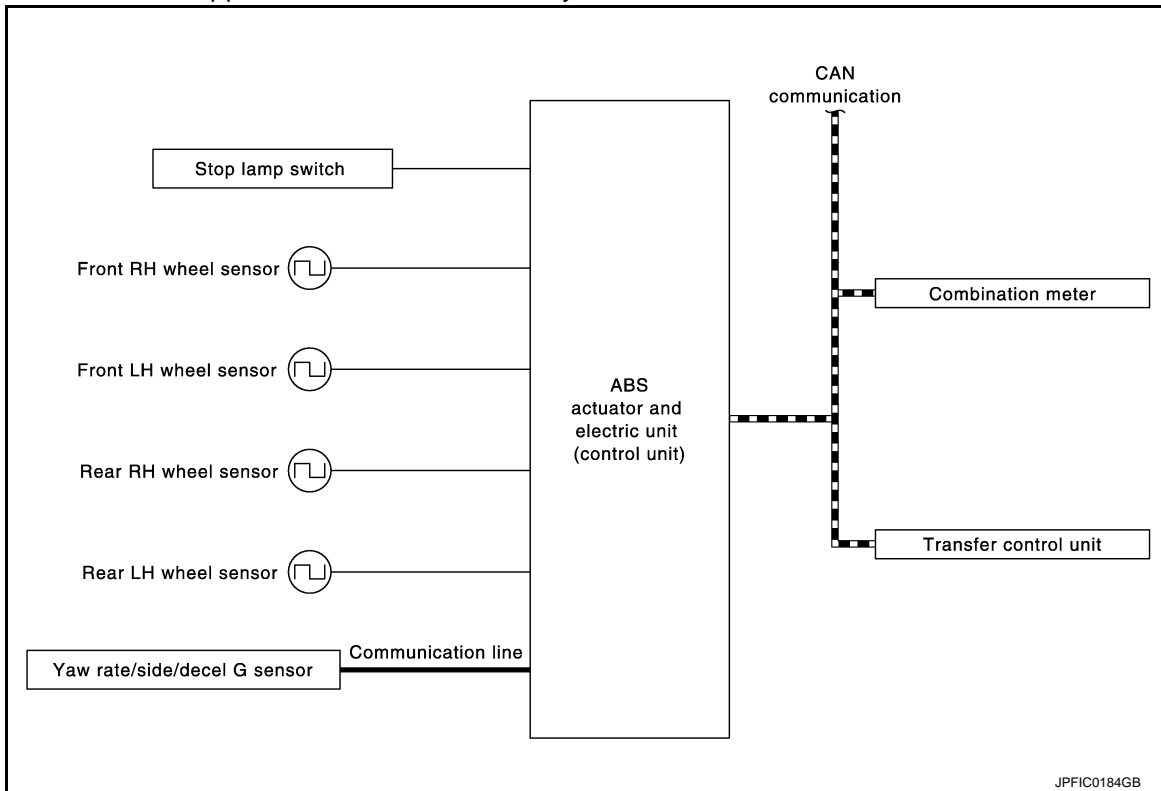 CAN
communication
Stop lamp switch
Front RH wheel sensor
Combination meter
Front LH wheel sensor
ABS
actuator and
electric unit
(control unit)
Rear RH wheel sensor
Transfer control unit
Rear LH wheel sensor
Communication line
Yaw rate/side/decel G sensor
JPFIC0184GB